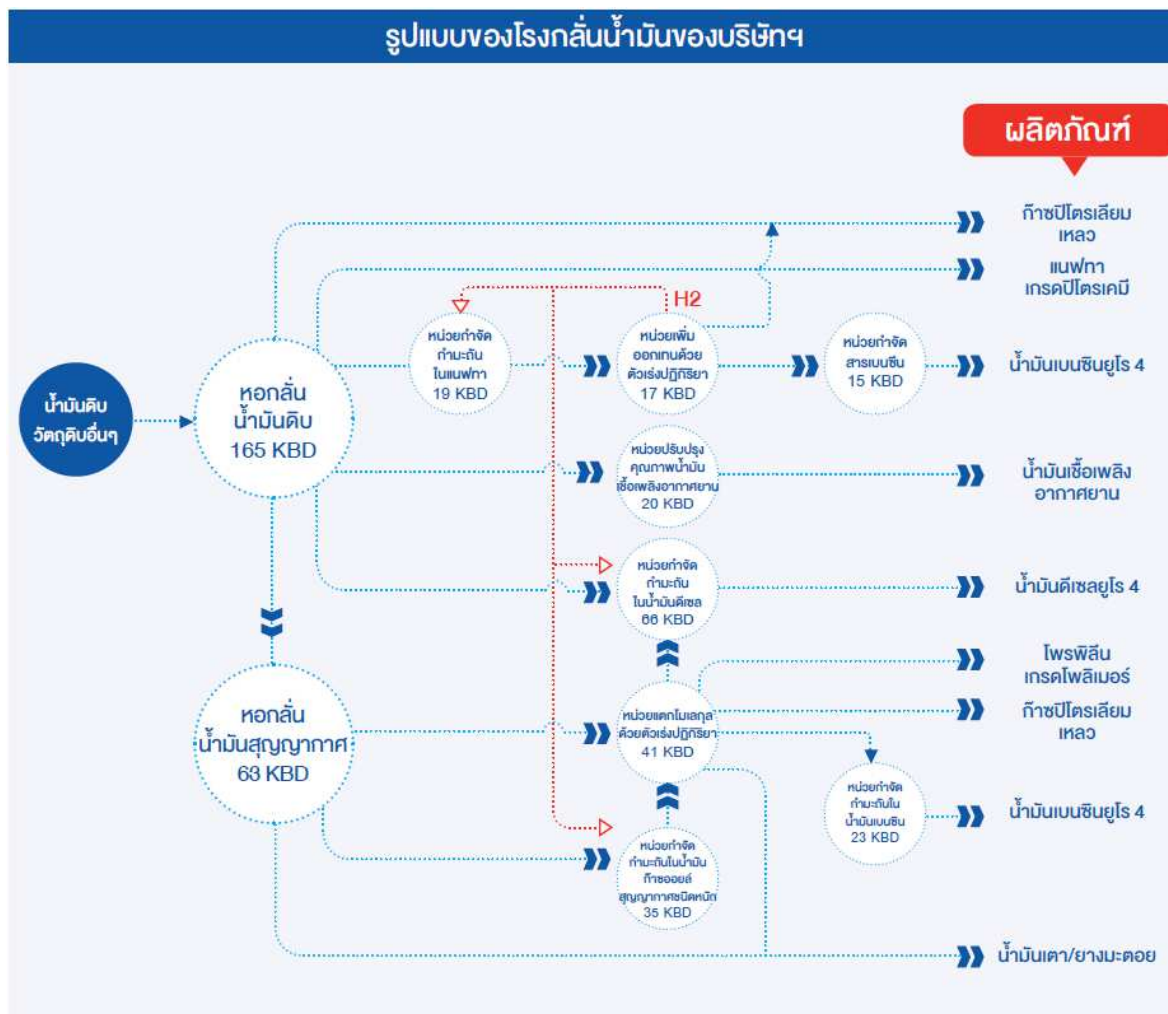 รูปแบบของโรงกลั่นน้ำมันของบริษัทฯ
ผลิตภัณฑ์
ก๊าซปิโตรเลียม
เหลว
แนฟทา
เกรดปิโตรเคมี
H2
หน่วยกำจัด
กำมะถัน
ในแนฟทา
19 KBD
หน่วยเพิ่ม
ออกเทนด้วย
ตัวเร่งปฏิกิริยา
17 KBD
หน่วยกำจัด
สารเบนซีน
15 KBD
น้ำมันเบนซินยูโร 4
น้ำมันดิบ
วัตถุดิบอื่นๆ
หอกลั่น
น้ำมันดิบ
165 KBD
หน่วยปรับปรุง
คุณภาพน้ำมัน
เชื้อเพลิงอากาศยาน
20 KBD
น้ำมันเชื้อเพลิง
อากาศยาน
หน่วยกำจัด
กำมะถัน
ในน้ำมันดีเซล
66 KBD
น้ำมันดีเซลยูโร 4
โพรพิลีน
เกรดโพลิเมอร์
หอกลั่น
น้ำมันสุญญากาศ
63 KBD
หน่วยแตกโมเลกุล
ด้วยตัวเร่งปฏิกิริยา
41 KBD
ก๊าซปิโตรเลียม
เหลว
หน่วยกำจัด
กำมะถันใน
น้ำมันเบนซิน
23 KBD
น้ำมันเบนซินยูโร 4
หน่วยกำจัด
กำมะถันในน้ำมัน
ก๊าซออยล์
สุญญากาศชนิดหนัก
35 KBD
น้ำมันเตา/ยางมะตอย